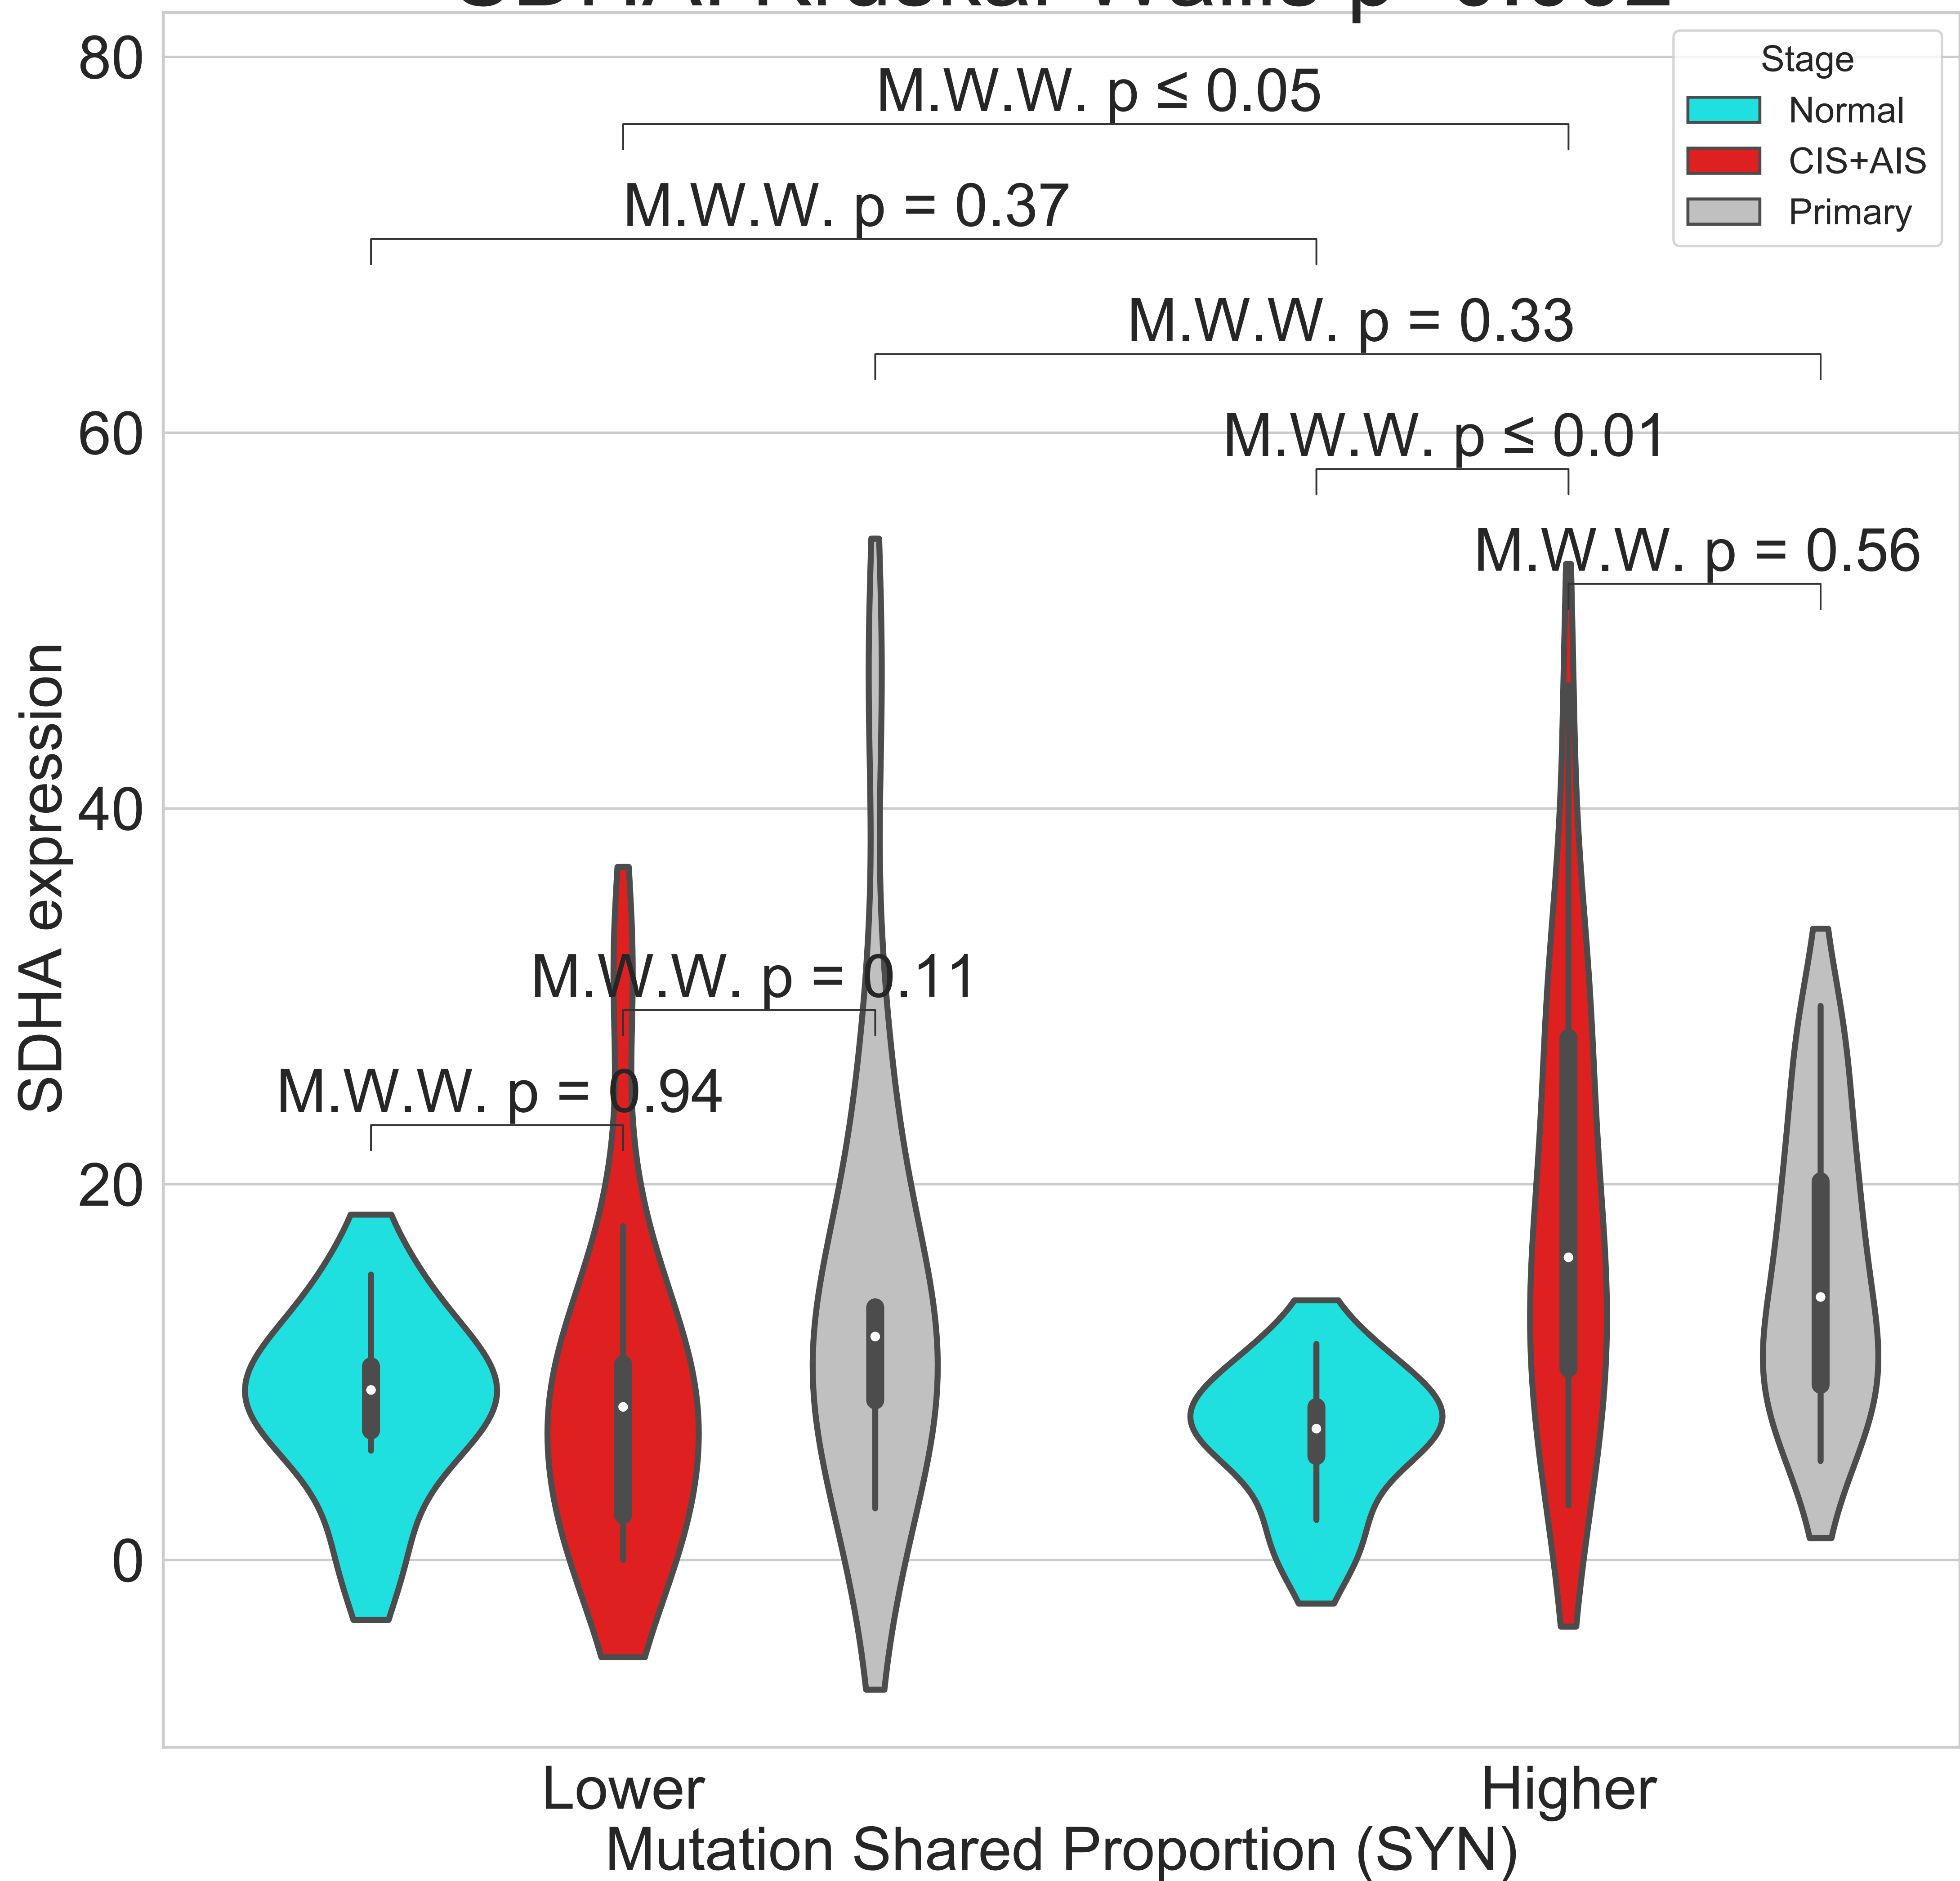 80
M.W.W. p ≤ 0.05
Stage
Normal
CIS+AIS
Primary
M.W.W. p = 0.37
M.W.W. p = 0.33
60
M.W.W. p ≤ 0.01
M.W.W. p = 0.56
SDHA expression
40
M.W.W. p = 0.11
M.W.W. p = 0.94
20
0
Lower
Higher
Mutation Shared Proportion (SYN)